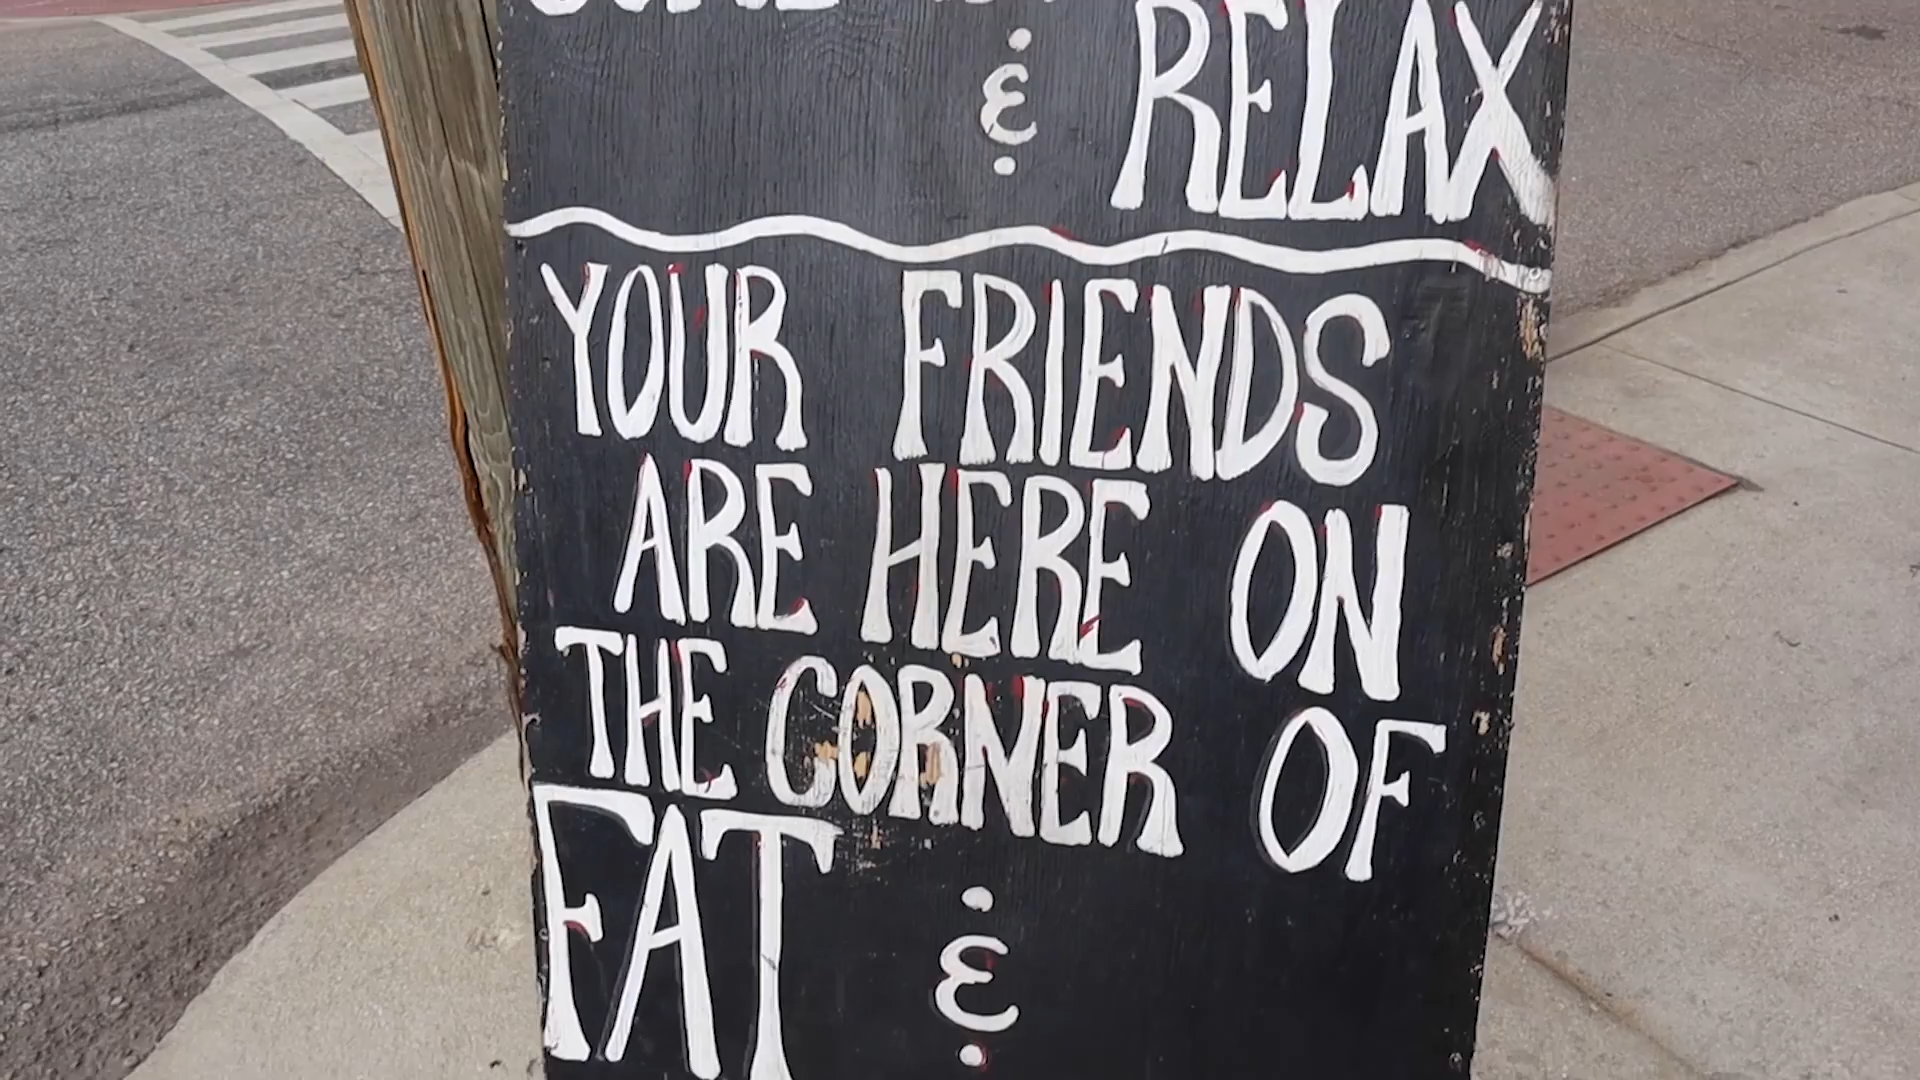 & RELAX
YOUR FRIENDS
ARE HERE ON
THE CORNER OF
FAT &